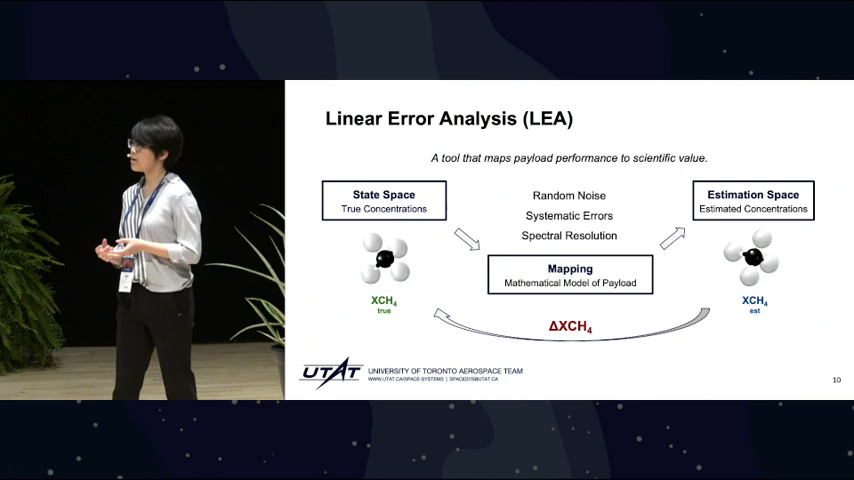 Linear Error Analysis (LEA)
A tool that maps payload performance to scientific value.
State Space
True Concentrations
Random Noise
Systematic Errors
Spectral Resolution
Estimation Space
Estimated Concentrations
Mapping
Mathematical Model of Payload
XCH₄
true
XCH₄
est
ΔXCH₄
UTAT
UNIVERSITY OF TORONTO AEROSPACE TEAM
WWW.UTAT.CA/SPACE-SYSTEMS | SPACESYS@UTAT.CA
10